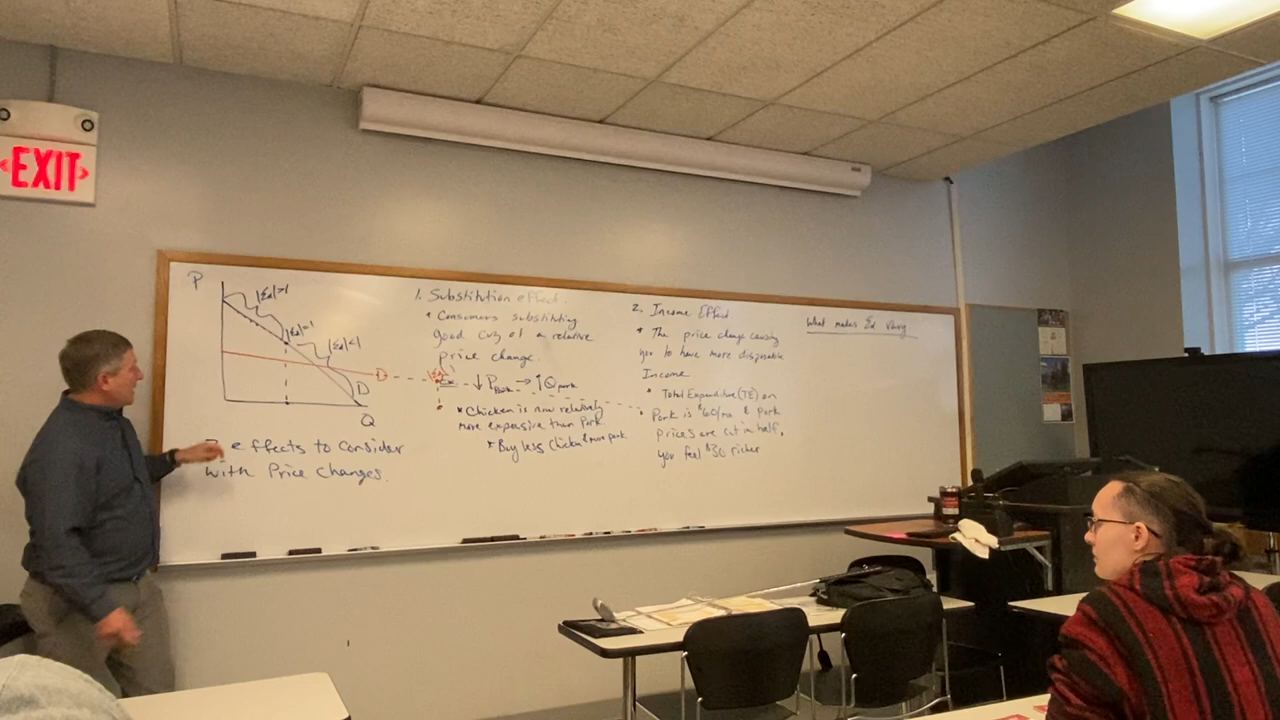 EXIT
P
|Ed|>1
|Ed|=1
|Ed|<1
D
D
Q
effects to consider
with Price Changes.
1. Substitution effect.
* Consumers substituting
good cuz of a relative
price change.
Ex. ↓ P → ↑ Q pork
* Chicken is now relatively
more expensive than Pork.
* Buy less chicken & more pork
2. Income Effect
* The price change causing
you to have more disposable
Income.
* Total Expenditure (TE) on
Pork is $60/mo & pork
prices are cut in half,
you feel $30 richer
What makes Ed Vary